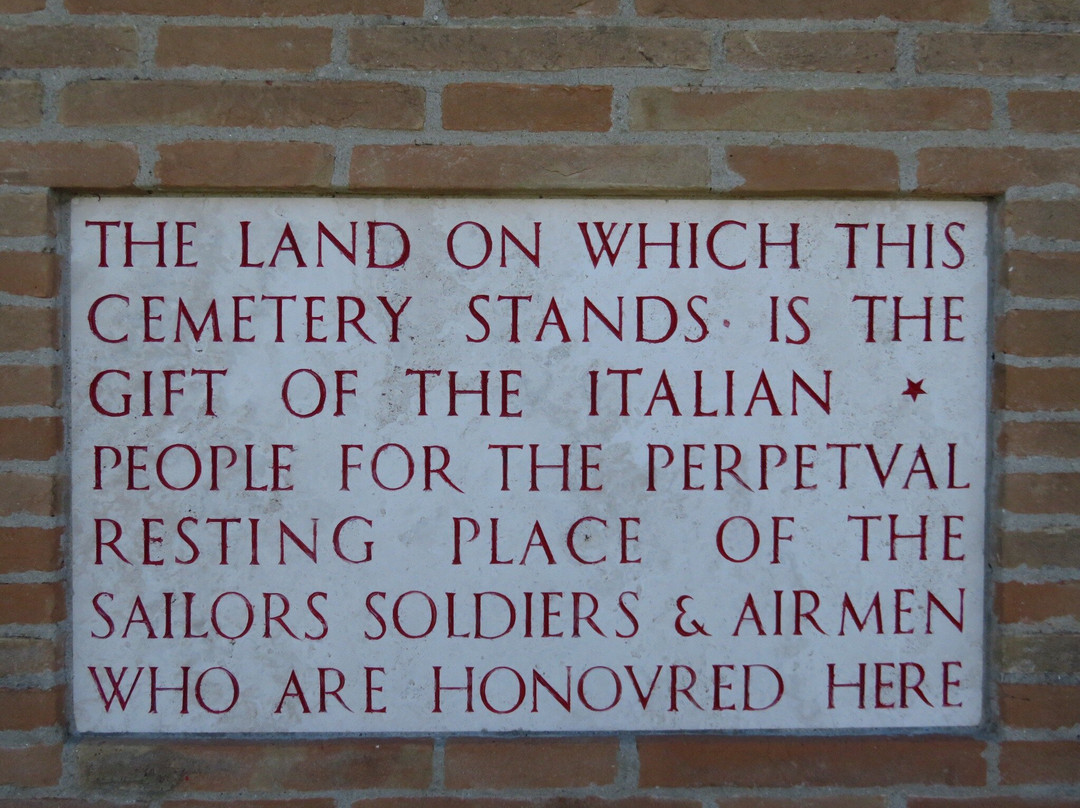 THE LAND ON WHICH THIS
CEMETERY STANDS · IS THE
GIFT OF THE ITALIAN ★
PEOPLE FOR THE PERPETVAL
RESTING PLACE OF THE
SAILORS SOLDIERS & AIRMEN
WHO ARE HONOVRED HERE